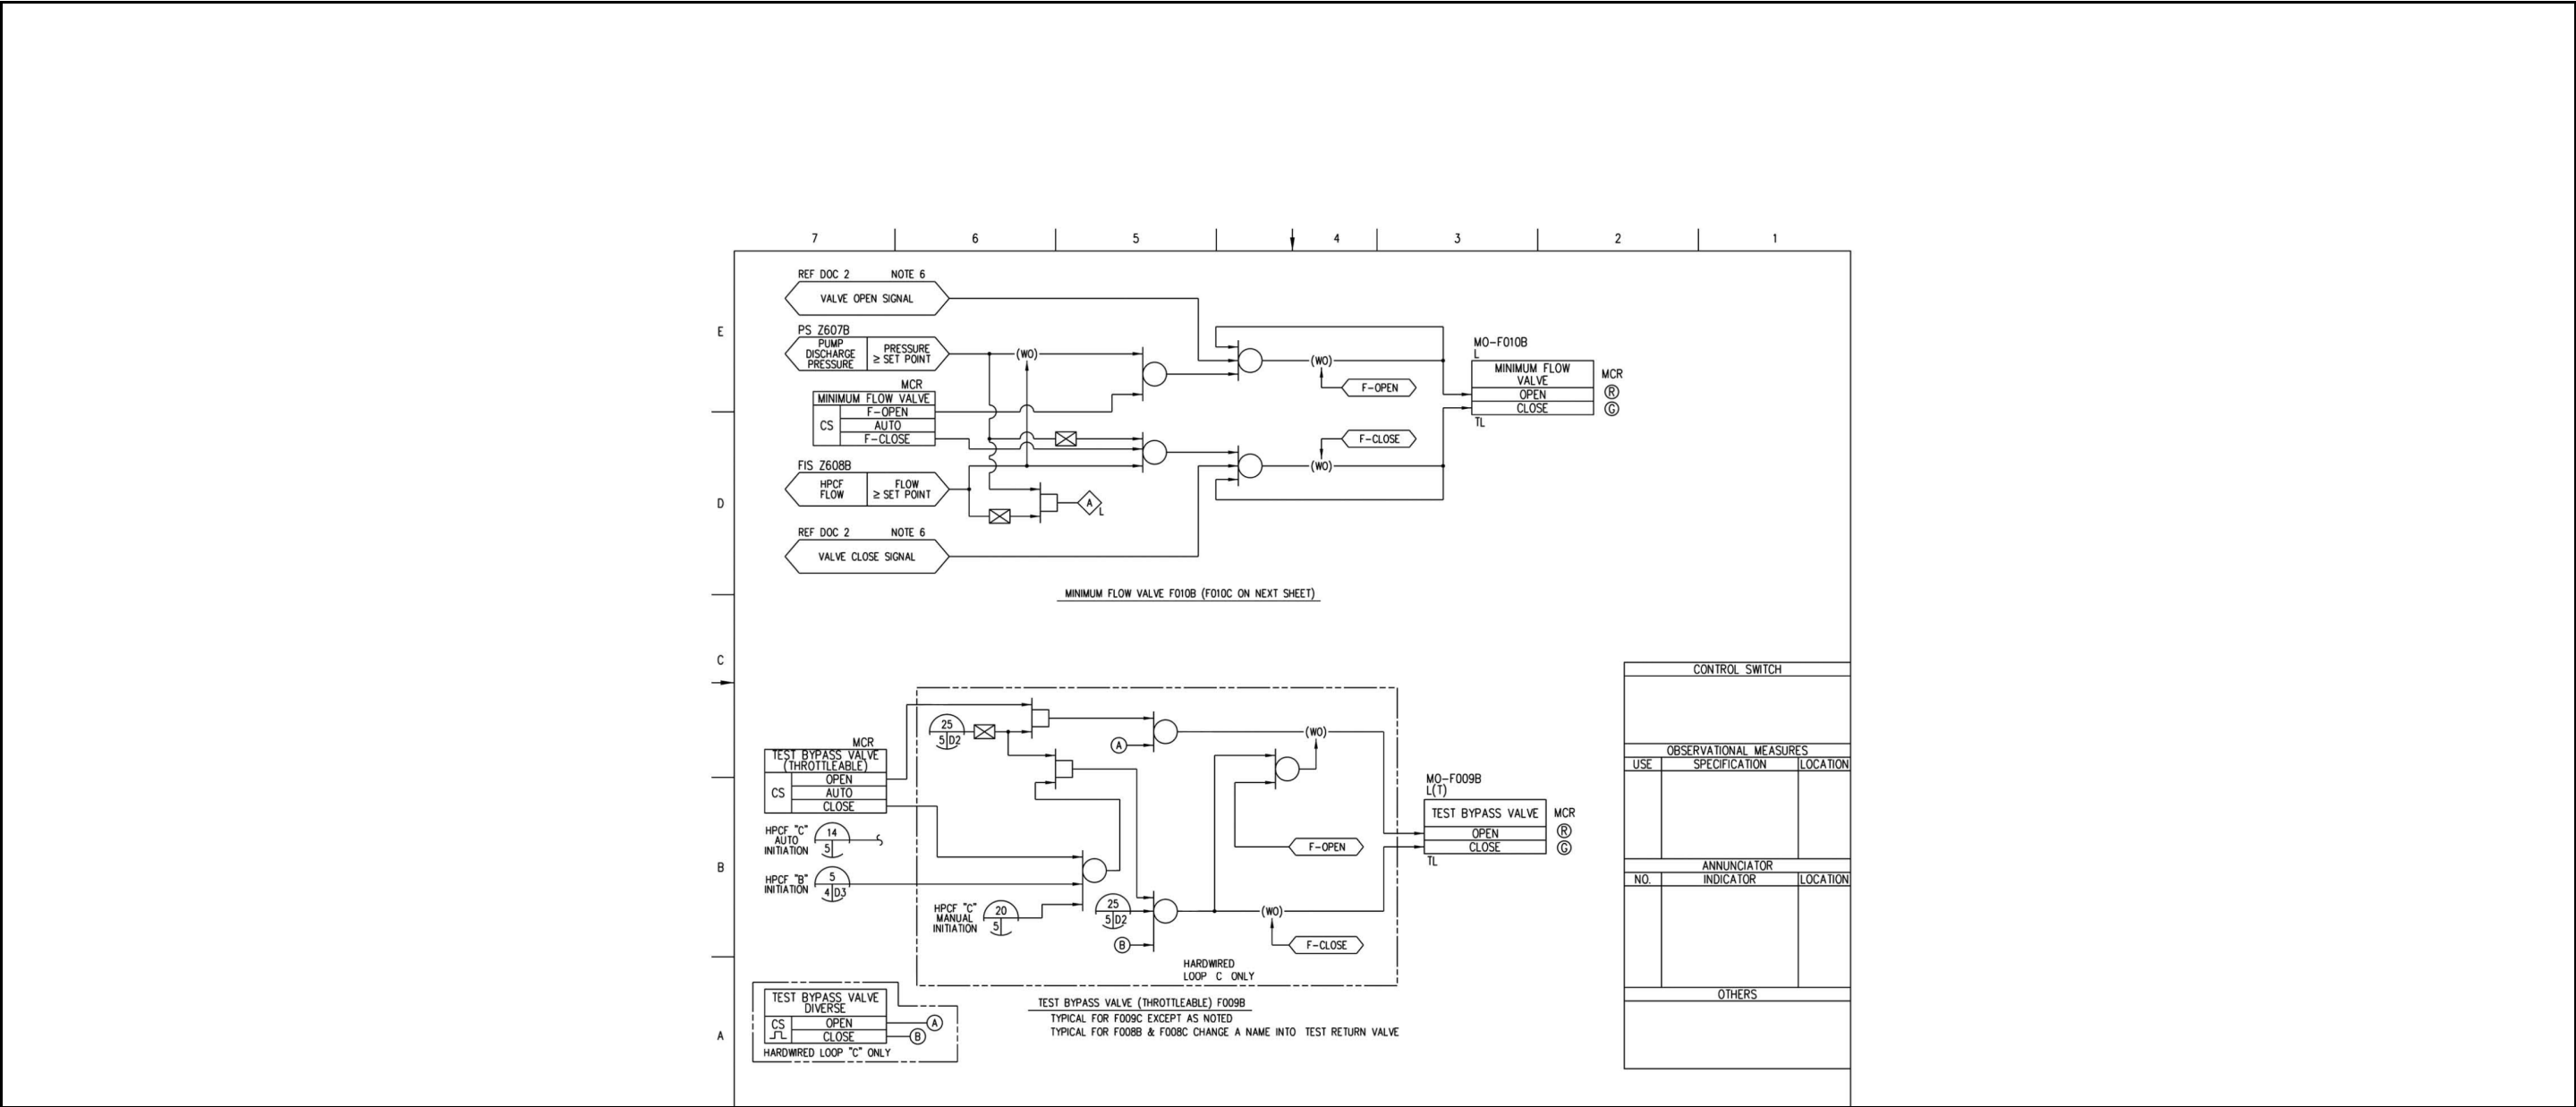 7 6 5 4 3 2 1
E
D
C
B
A
REF DOC 2 NOTE 6
VALVE OPEN SIGNAL
PS Z607B
PUMP
DISCHARGE
PRESSURE
PRESSURE
≥ SET POINT
(WO)
MCR
MINIMUM FLOW VALVE
CS
F-OPEN
AUTO
F-CLOSE
FIS Z608B
HPCF
FLOW
FLOW
≥ SET POINT
A
L
REF DOC 2 NOTE 6
VALVE CLOSE SIGNAL
(WO)
F-OPEN
F-CLOSE
(WO)
MO-F010B
L
MINIMUM FLOW
VALVE
OPEN
CLOSE
TL
MCR
R
G
MINIMUM FLOW VALVE F010B (F010C ON NEXT SHEET)
25
5 D2
A
(WO)
MCR
TEST BYPASS VALVE
(THROTTLEABLE)
CS
OPEN
AUTO
CLOSE
HPCF "C"
AUTO
INITIATION
14
5
HPCF "B"
INITIATION
5
4 D3
HPCF "C"
MANUAL
INITIATION
20
5
25
5 D2
B
F-OPEN
(WO)
F-CLOSE
HARDWIRED
LOOP C ONLY
MO-F009B
L(T)
TEST BYPASS VALVE
OPEN
CLOSE
TL
MCR
R
G
TEST BYPASS VALVE
DIVERSE
CS
OPEN
CLOSE
A
B
HARDWIRED LOOP "C" ONLY
TEST BYPASS VALVE (THROTTLEABLE) F009B
TYPICAL FOR F009C EXCEPT AS NOTED
TYPICAL FOR F008B & F008C CHANGE A NAME INTO TEST RETURN VALVE
CONTROL SWITCH
OBSERVATIONAL MEASURES
USE SPECIFICATION LOCATION
ANNUNCIATOR
NO. INDICATOR LOCATION
OTHERS